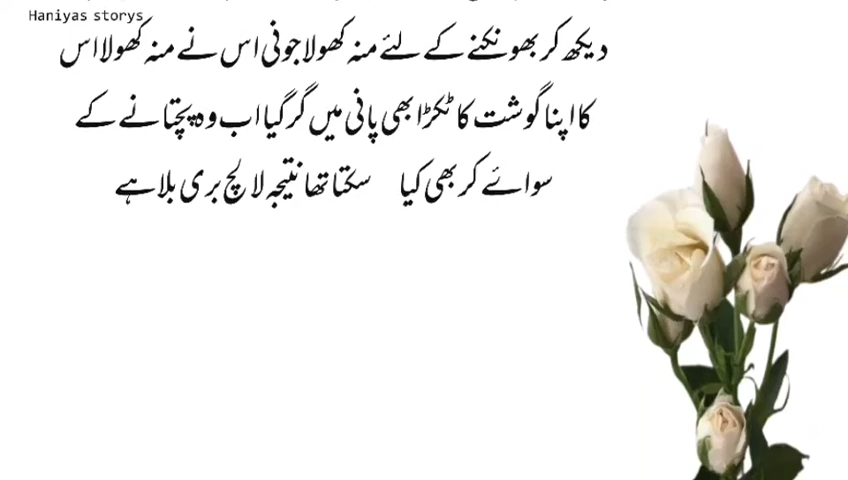 Haniyas storys
دیکھ کر بھونکنے کے لئے منہ کھولا جونی اس نے منہ کھولا اس
کا اپنا گوشت کا ٹکڑا بھی پانی میں گر گیا اب وہ پچتانے کے
سوائے کر بھی کیا سکتا تھا نتیجہ لالچ بری بلا ہے